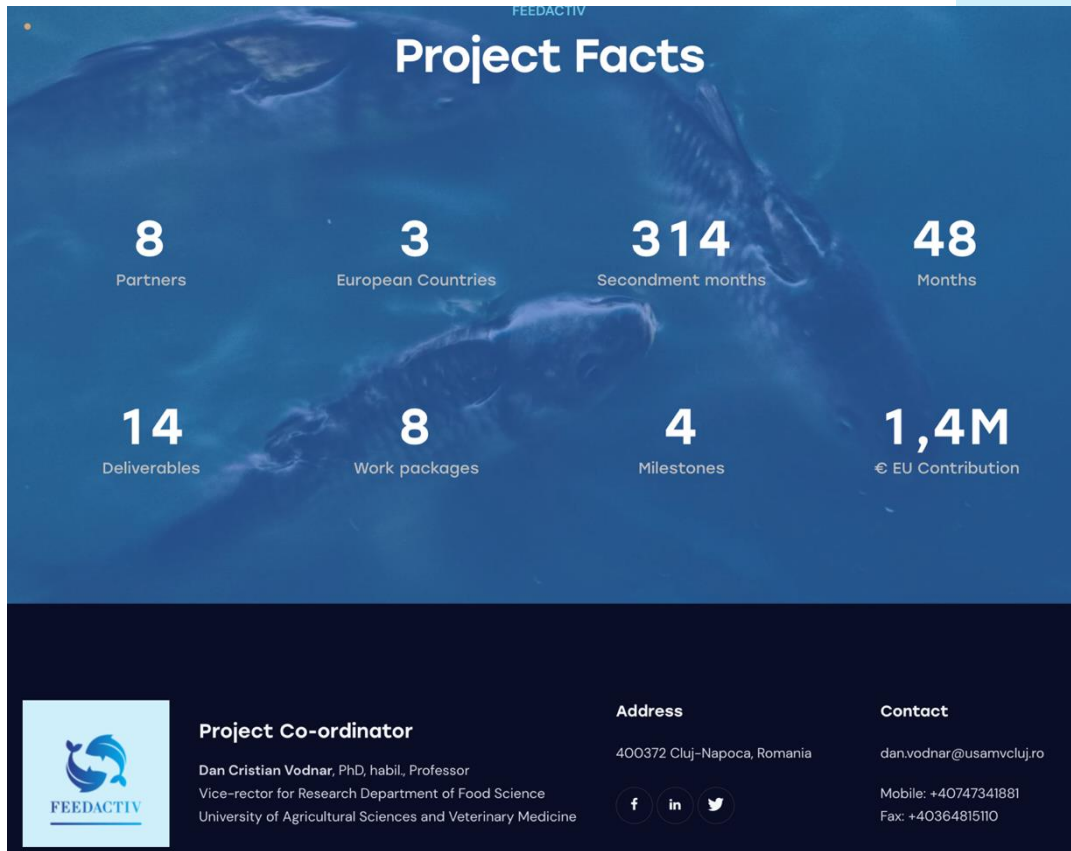 FEEDACTIV
Project Facts
8
Partners
3
European Countries
314
Secondment months
48
Months
14
Deliverables
8
Work packages
4
Milestones
1,4M
€ EU Contribution
FEEDACTIV
Project Co-ordinator
Dan Cristian Vodnar, PhD, habil., Professor
Vice-rector for Research Department of Food Science
University of Agricultural Sciences and Veterinary Medicine
Address
400372 Cluj-Napoca, Romania
f
in
Contact
dan.vodnar@usamvcluj.ro
Mobile: +40747341881
Fax: +40364815110